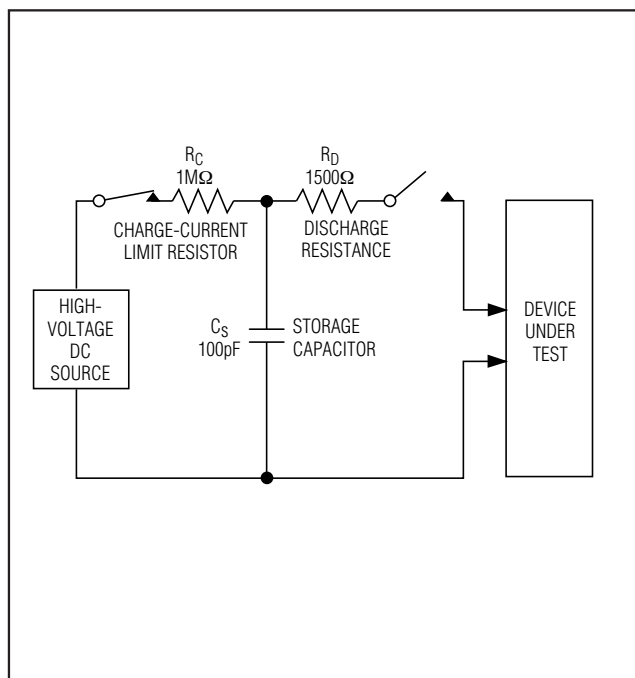 R_C
1MΩ
CHARGE-CURRENT
LIMIT RESISTOR
R_D
1500Ω
DISCHARGE
RESISTANCE
HIGH-
VOLTAGE
DC
SOURCE
C_S
100pF
STORAGE
CAPACITOR
DEVICE
UNDER
TEST